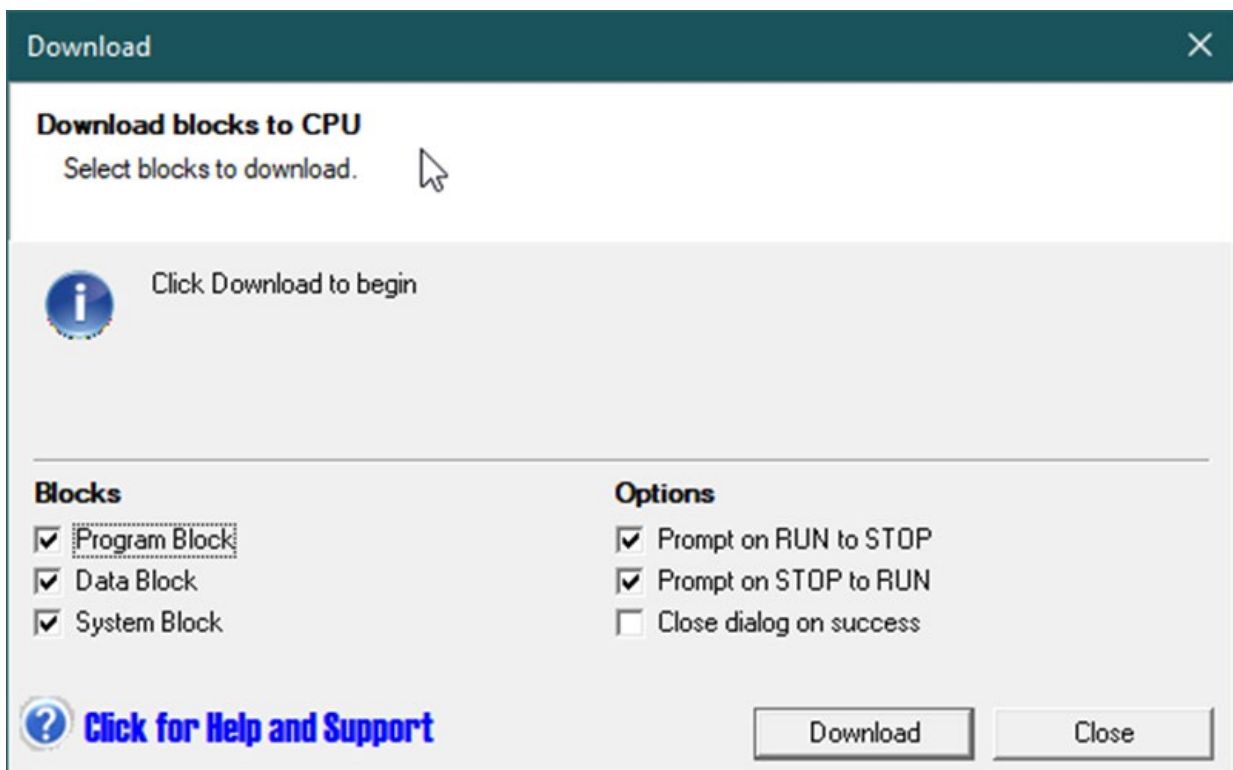 Download
Download blocks to CPU
Select blocks to download.
Click Download to begin
Blocks
Program Block
Data Block
System Block
Options
Prompt on RUN to STOP
Prompt on STOP to RUN
Close dialog on success
Click for Help and Support
Download
Close